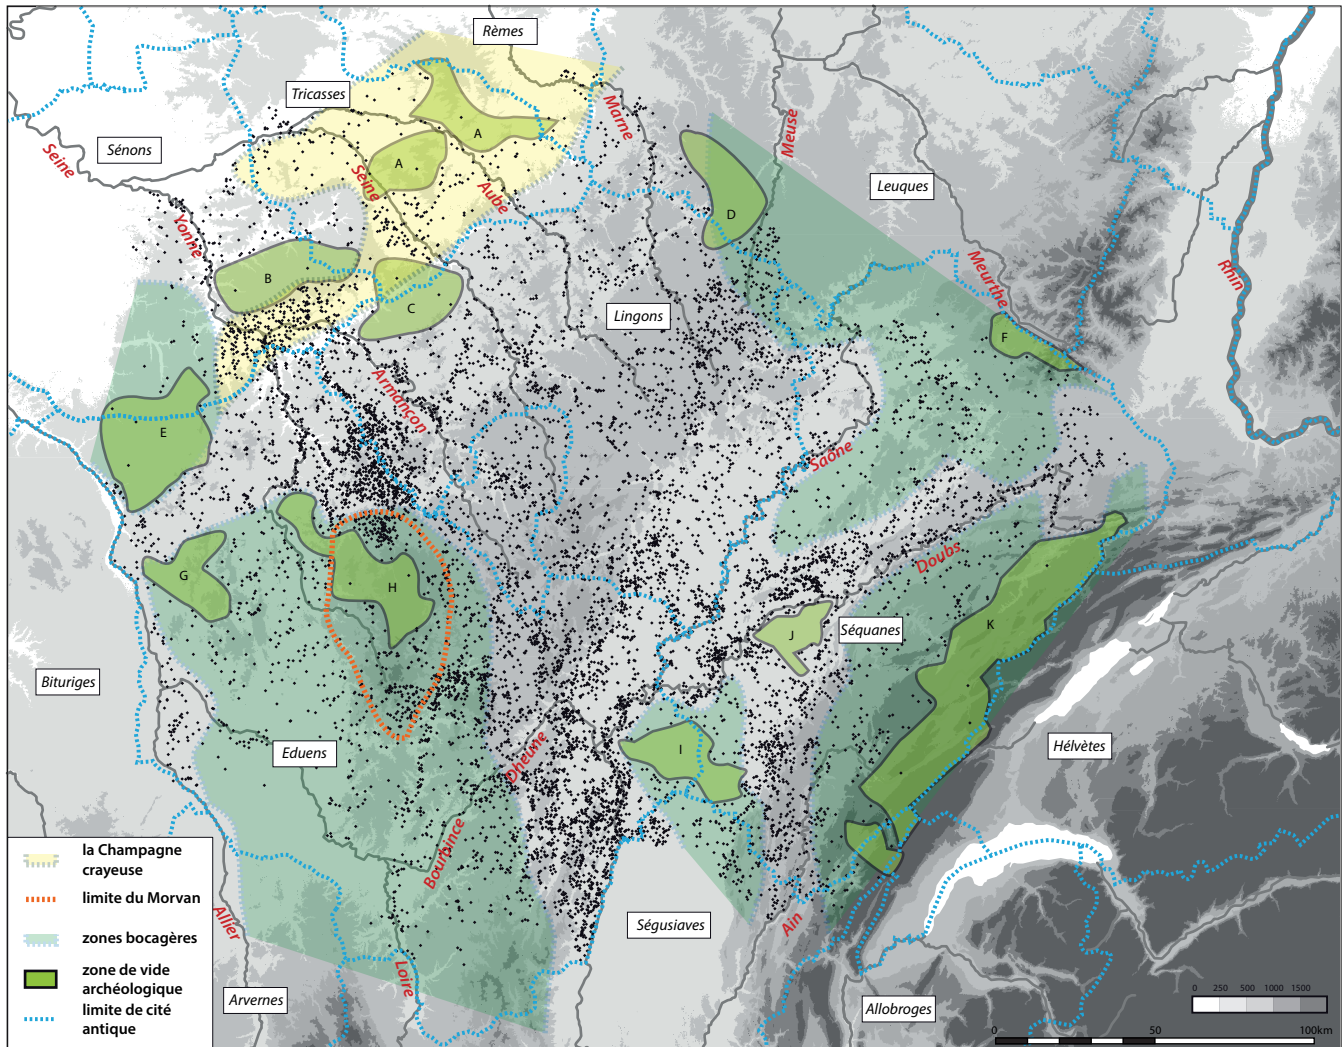 Rèmes
Tricasses
Sénons
Seine
Marne
Meuse
A
A
Seine
Aube
Leuques
Yonne
D
B
C
Meurthe
Rhin
Lingons
F
Armançon
E
Saône
G
H
Doubs
J
Séquanes
K
Bituriges
Eduens
Dheune
I
Hélvètes
Bourbince
Allier
Loire
Ségusiaves
Ain
Arvernes
Allobroges
la Champagne
crayeuse
limite du Morvan
zones bocagères
zone de vide
archéologique
limite de cité
antique
0 250 500 1000 1500
0 50 100km